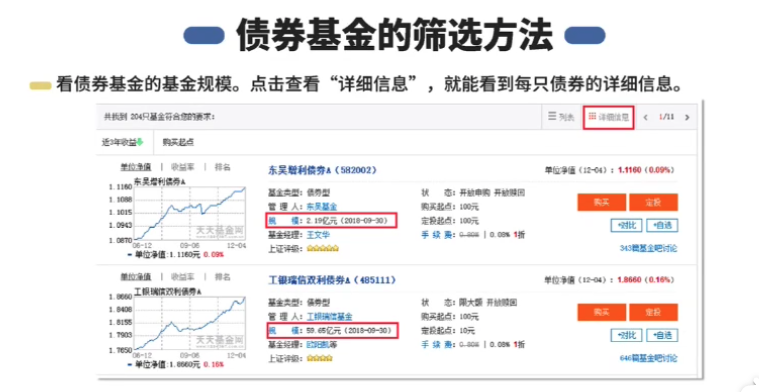 债券基金的筛选方法
看债券基金的基金规模。点击查看“详细信息”，就能看到每只债券的详细信息。
共找到 204只基金符合您的要求：
列表 详细信息 < 1/11 >
近3年收益 购买起点
单位净值 | 收益率 | 排名
东吴增利债券A
1.1160
1.1088
1.1015
1.0943
1.0870
06-12 09-06 12-04
天天基金网
单位净值：1.1160元 0.09%
东吴增利债券A（582002）
单位净值（12-04）：1.1160（0.09%）
基金类型：债券型 状 态：开放申购 开放赎回
管 理 人：东吴基金 购买起点：100元
规 模：2.19亿元（2018-09-30） 定投起点：100元
基金经理：王文华 手 续 费：0.80% | 0.08% 1折
上证评级：
购买 定投
+对比 +自选
343篇基金吧讨论
单位净值 | 收益率 | 排名
工银瑞信双利债券A
1.8660
1.8408
1.8155
1.7903
1.7650
06-12 09-06 12-04
天天基金网
单位净值：1.8660元 0.16%
工银瑞信双利债券A（485111）
单位净值（12-04）：1.8660（0.16%）
基金类型：债券型 状 态：限大额 开放赎回
管 理 人：工银瑞信基金 购买起点：100元
规 模：59.65亿元（2018-09-30） 定投起点：10元
基金经理：欧阳凯等 手 续 费：0.80% | 0.08% 1折
上证评级：
购买 定投
+对比 +自选
646篇基金吧讨论